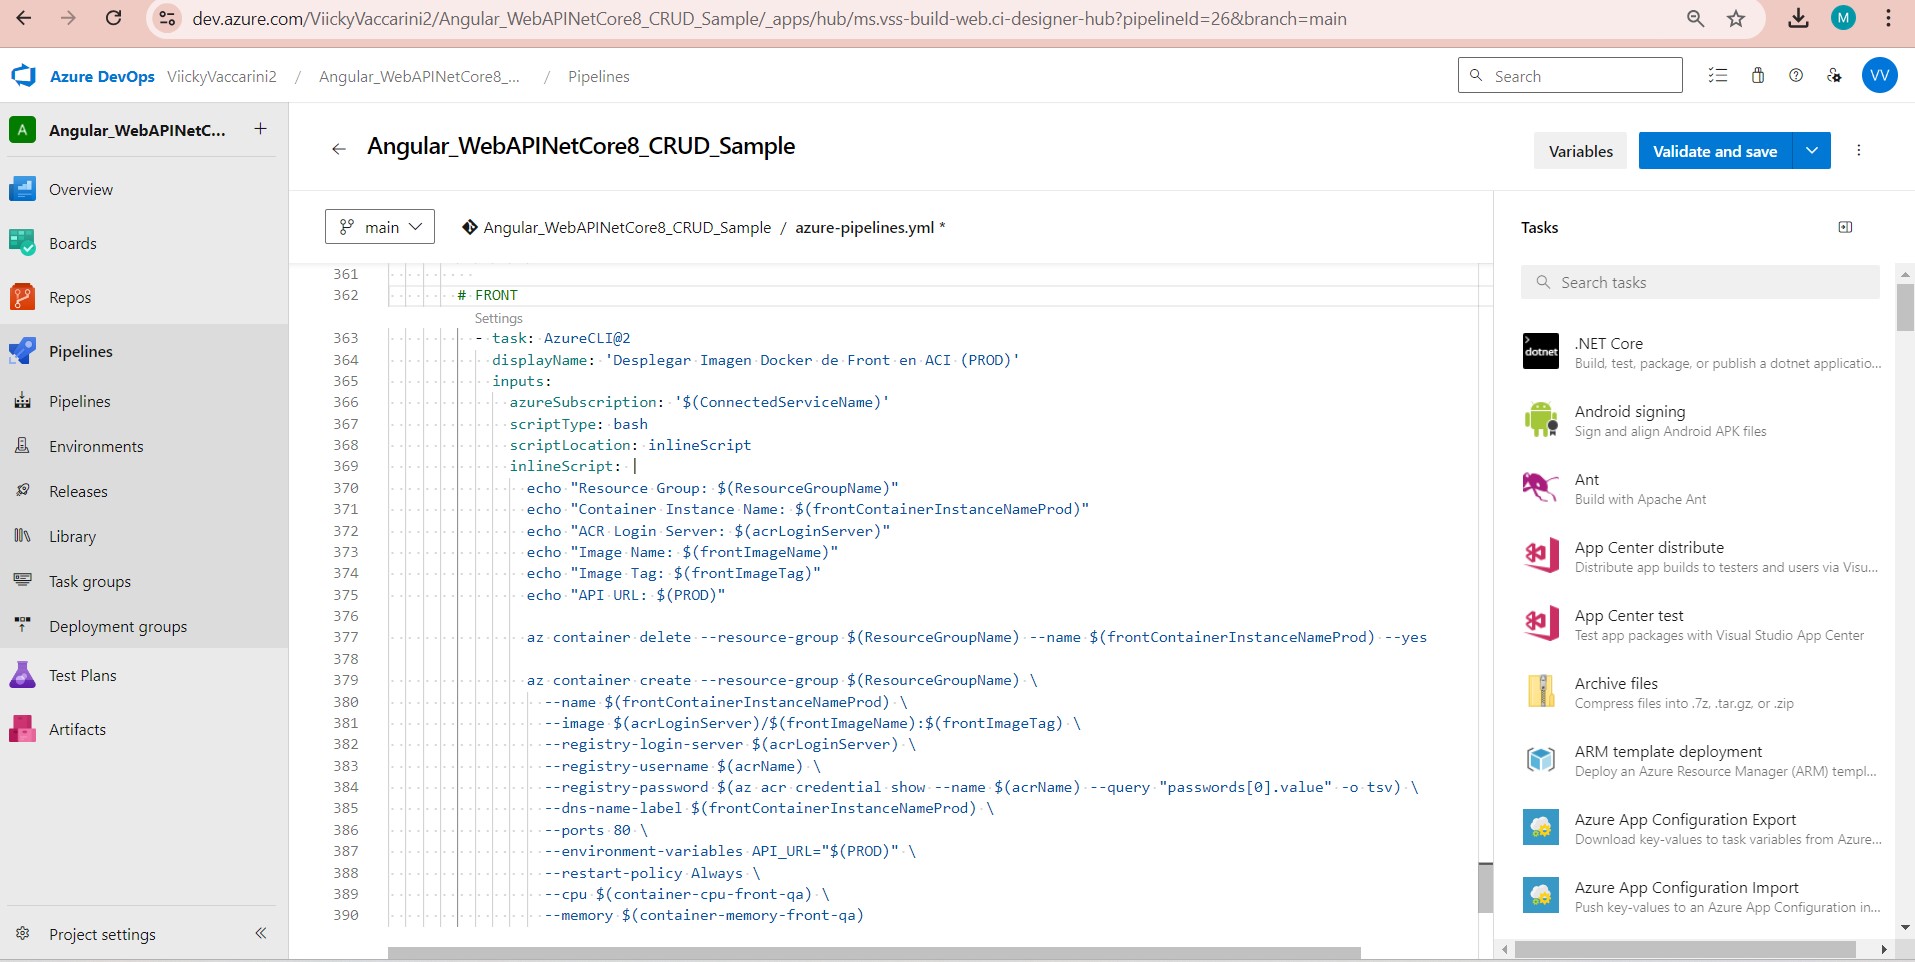 dev.azure.com/ViickyVaccarini2/Angular_WebAPINetCore8_CRUD_Sample/_apps/hub/ms.vss-build-web.ci-designer-hub?pipelineId=26&branch=main
M
Azure DevOps ViickyVaccarini2 / Angular_WebAPINetCore8_... / Pipelines
Search
VV
A Angular_WebAPINetC... +
Overview
Boards
Repos
Pipelines
Pipelines
Environments
Releases
Library
Task groups
Deployment groups
Test Plans
Artifacts
Project settings
Angular_WebAPINetCore8_CRUD_Sample
Variables
Validate and save
main
Angular_WebAPINetCore8_CRUD_Sample / azure-pipelines.yml *
361
362 # FRONT
Settings
363 - task: AzureCLI@2
364 displayName: 'Desplegar Imagen Docker de Front en ACI (PROD)'
365 inputs:
366 azureSubscription: '$(ConnectedServiceName)'
367 scriptType: bash
368 scriptLocation: inlineScript
369 inlineScript: |
370 echo "Resource Group: $(ResourceGroupName)"
371 echo "Container Instance Name: $(frontContainerInstanceNameProd)"
372 echo "ACR Login Server: $(acrLoginServer)"
373 echo "Image Name: $(frontImageName)"
374 echo "Image Tag: $(frontImageTag)"
375 echo "API URL: $(PROD)"
376
377 az container delete --resource-group $(ResourceGroupName) --name $(frontContainerInstanceNameProd) --yes
378
379 az container create --resource-group $(ResourceGroupName) \
380 --name $(frontContainerInstanceNameProd) \
381 --image $(acrLoginServer)/$(frontImageName):$(frontImageTag) \
382 --registry-login-server $(acrLoginServer) \
383 --registry-username $(acrName) \
384 --registry-password $(az acr credential show --name $(acrName) --query "passwords[0].value" -o tsv) \
385 --dns-name-label $(frontContainerInstanceNameProd) \
386 --ports 80 \
387 --environment-variables API_URL="$(PROD)" \
388 --restart-policy Always \
389 --cpu $(container-cpu-front-qa) \
390 --memory $(container-memory-front-qa)
Tasks
Search tasks
dotnet
.NET Core
Build, test, package, or publish a dotnet applicatio...
Android signing
Sign and align Android APK files
Ant
Build with Apache Ant
App Center distribute
Distribute app builds to testers and users via Visu...
App Center test
Test app packages with Visual Studio App Center
Archive files
Compress files into .7z, .tar.gz, or .zip
ARM template deployment
Deploy an Azure Resource Manager (ARM) templ...
Azure App Configuration Export
Download key-values to task variables from Azure...
Azure App Configuration Import
Push key-values to an Azure App Configuration in...